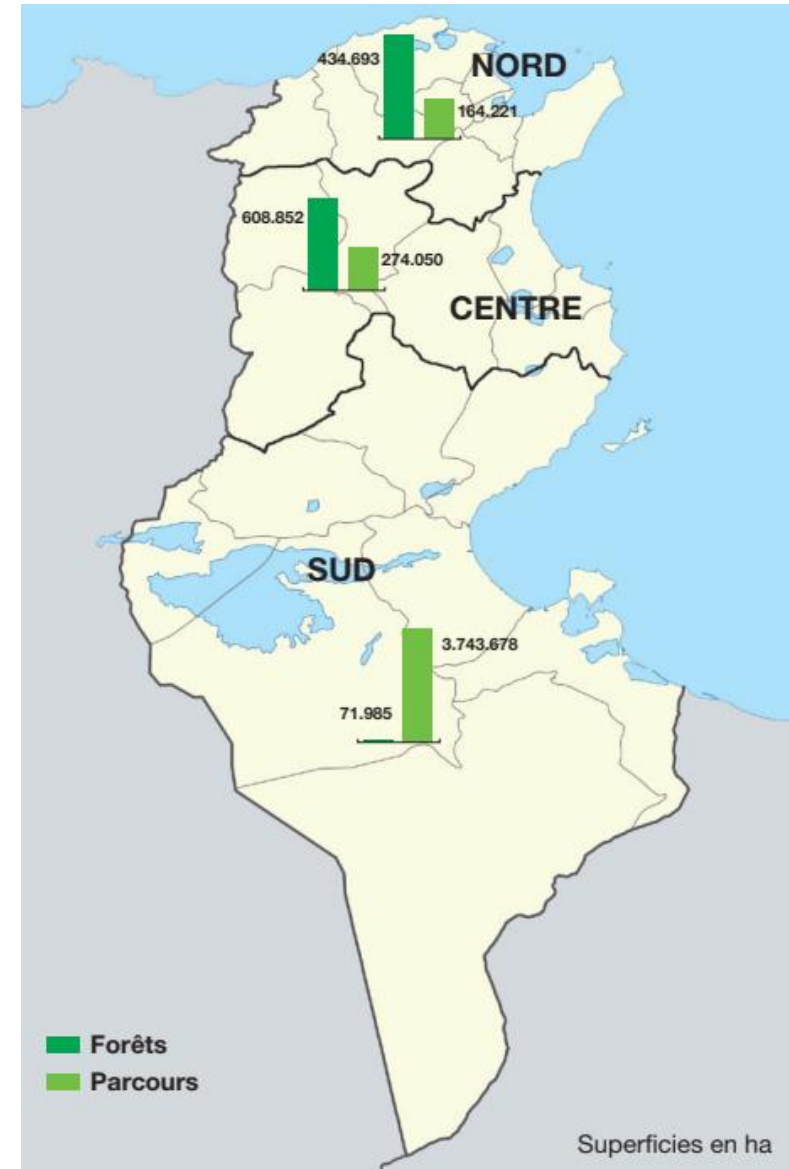 434.693
NORD
164.221
608.852
274.050
CENTRE
SUD
3.743.678
71.985
Forêts
Parcours
Superficies en ha